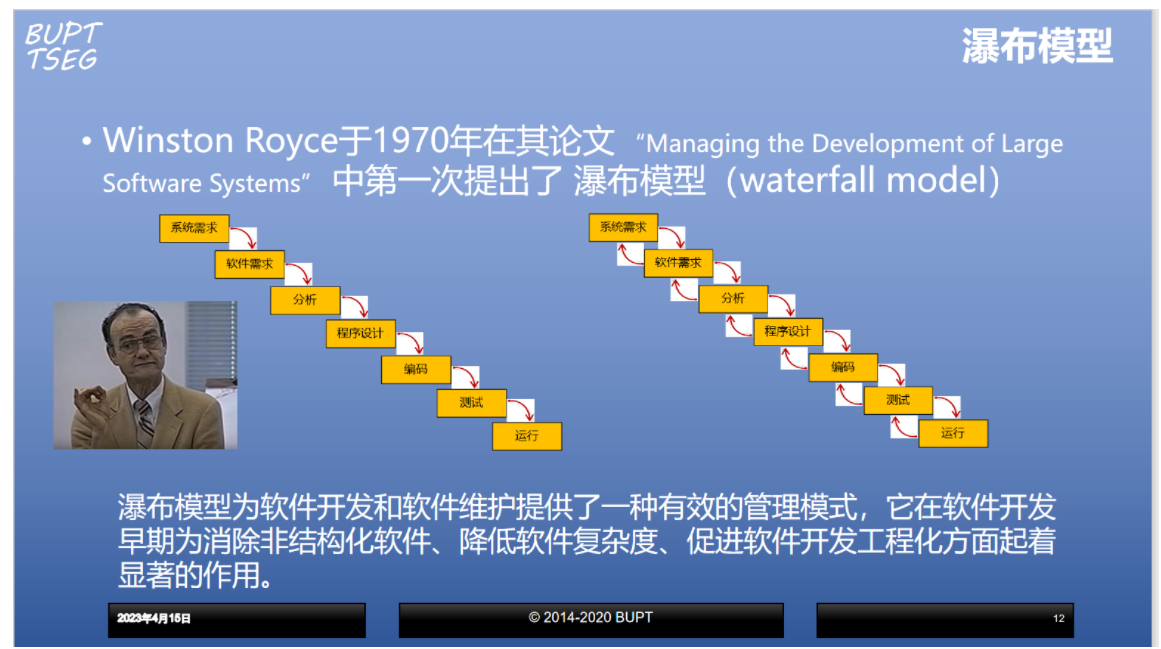 BUPT
TSEG
瀑布模型
• Winston Royce于1970年在其论文 “Managing the Development of Large
Software Systems” 中第一次提出了 瀑布模型（waterfall model）
系统需求
软件需求
分析
程序设计
编码
测试
运行
系统需求
软件需求
分析
程序设计
编码
测试
运行
瀑布模型为软件开发和软件维护提供了一种有效的管理模式，它在软件开发
早期为消除非结构化软件、降低软件复杂度、促进软件开发工程化方面起着
显著的作用。
2023年4月15日
© 2014-2020 BUPT
12